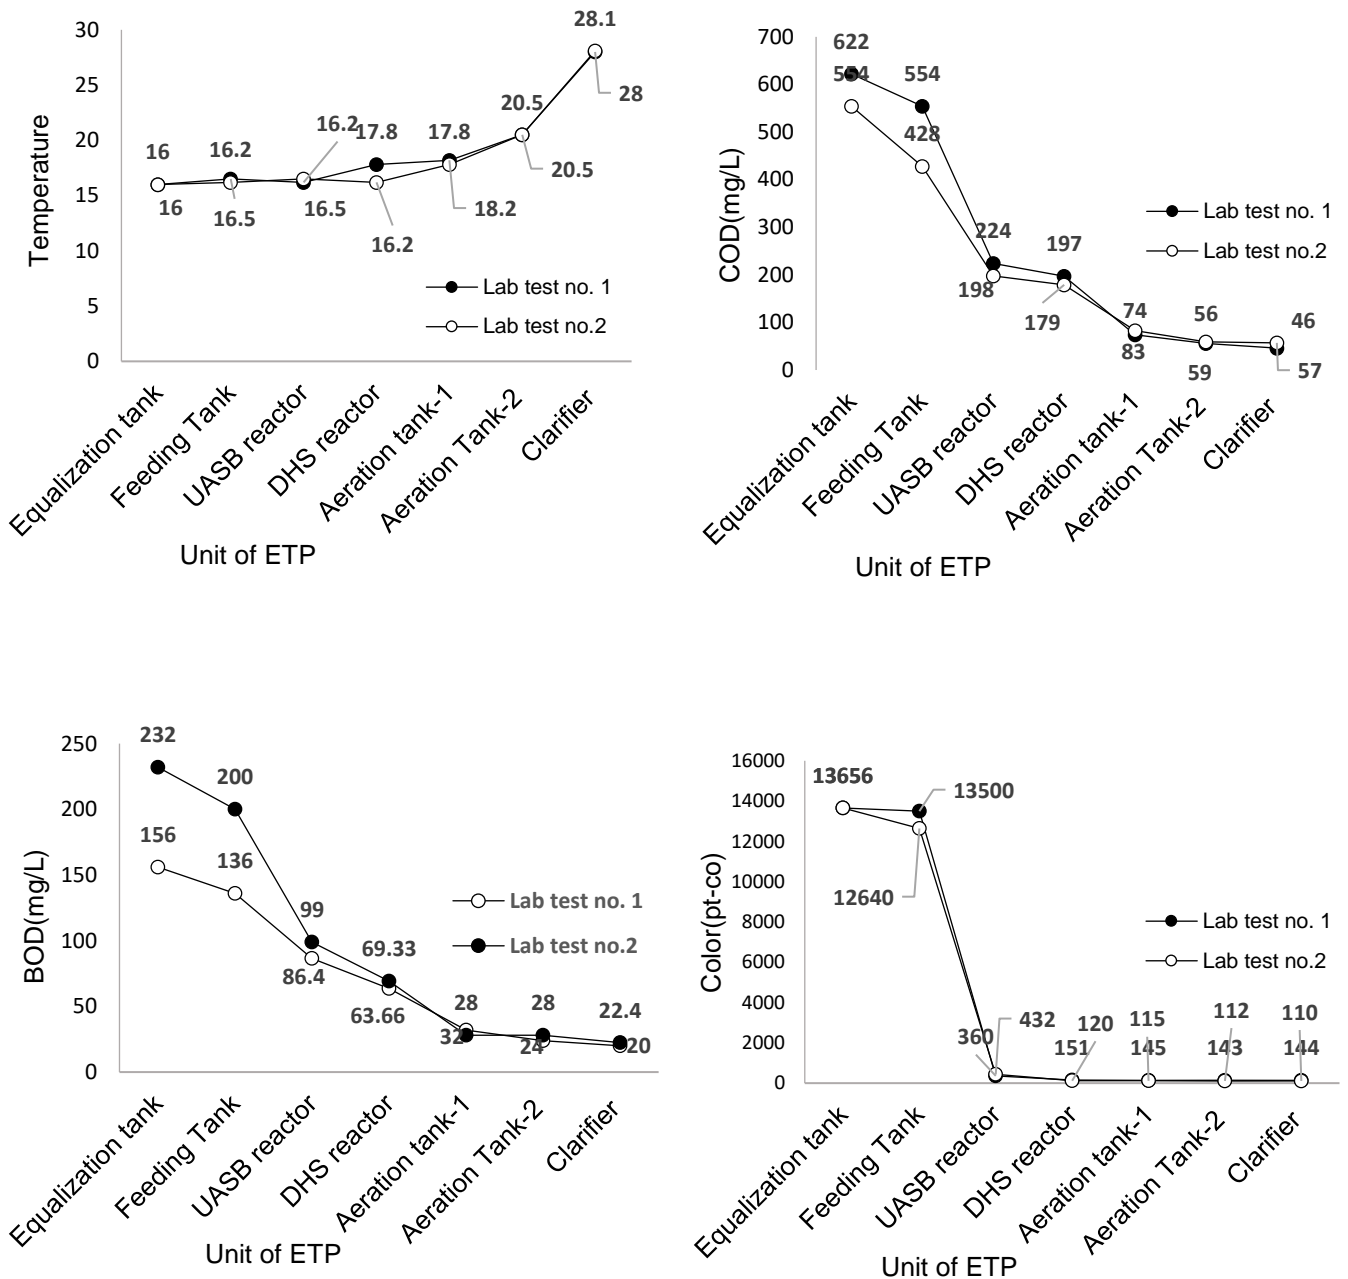 30
25
20
15
10
5
0
Temperature
16
16.2
16.2
17.8
17.8
20.5
28.1
16
16.5
16.5
16.2
18.2
20.5
28
Lab test no. 1
Lab test no.2
Equalization tank
Feeding Tank
UASB reactor
DHS reactor
Aeration tank-1
Aeration Tank-2
Clarifier
Unit of ETP
700
600
500
400
300
200
100
0
COD(mg/L)
622
554
554
428
224
198
197
179
74
83
56
59
46
57
Lab test no. 1
Lab test no.2
Equalization tank
Feeding Tank
UASB reactor
DHS reactor
Aeration tank-1
Aeration Tank-2
Clarifier
Unit of ETP
250
200
150
100
50
0
BOD(mg/L)
232
200
156
136
99
86.4
69.33
63.66
28
32
28
24
22.4
20
Lab test no. 1
Lab test no.2
Equalization tank
Feeding Tank
UASB reactor
DHS reactor
Aeration tank-1
Aeration Tank-2
Clarifier
Unit of ETP
16000
14000
12000
10000
8000
6000
4000
2000
0
Color(pt-co)
13656
13500
12640
360
432
151
120
115
145
112
143
110
144
Lab test no. 1
Lab test no.2
Equalization tank
Feeding Tank
UASB reactor
DHS reactor
Aeration tank-1
Aeration Tank-2
Clarifier
Unit of ETP